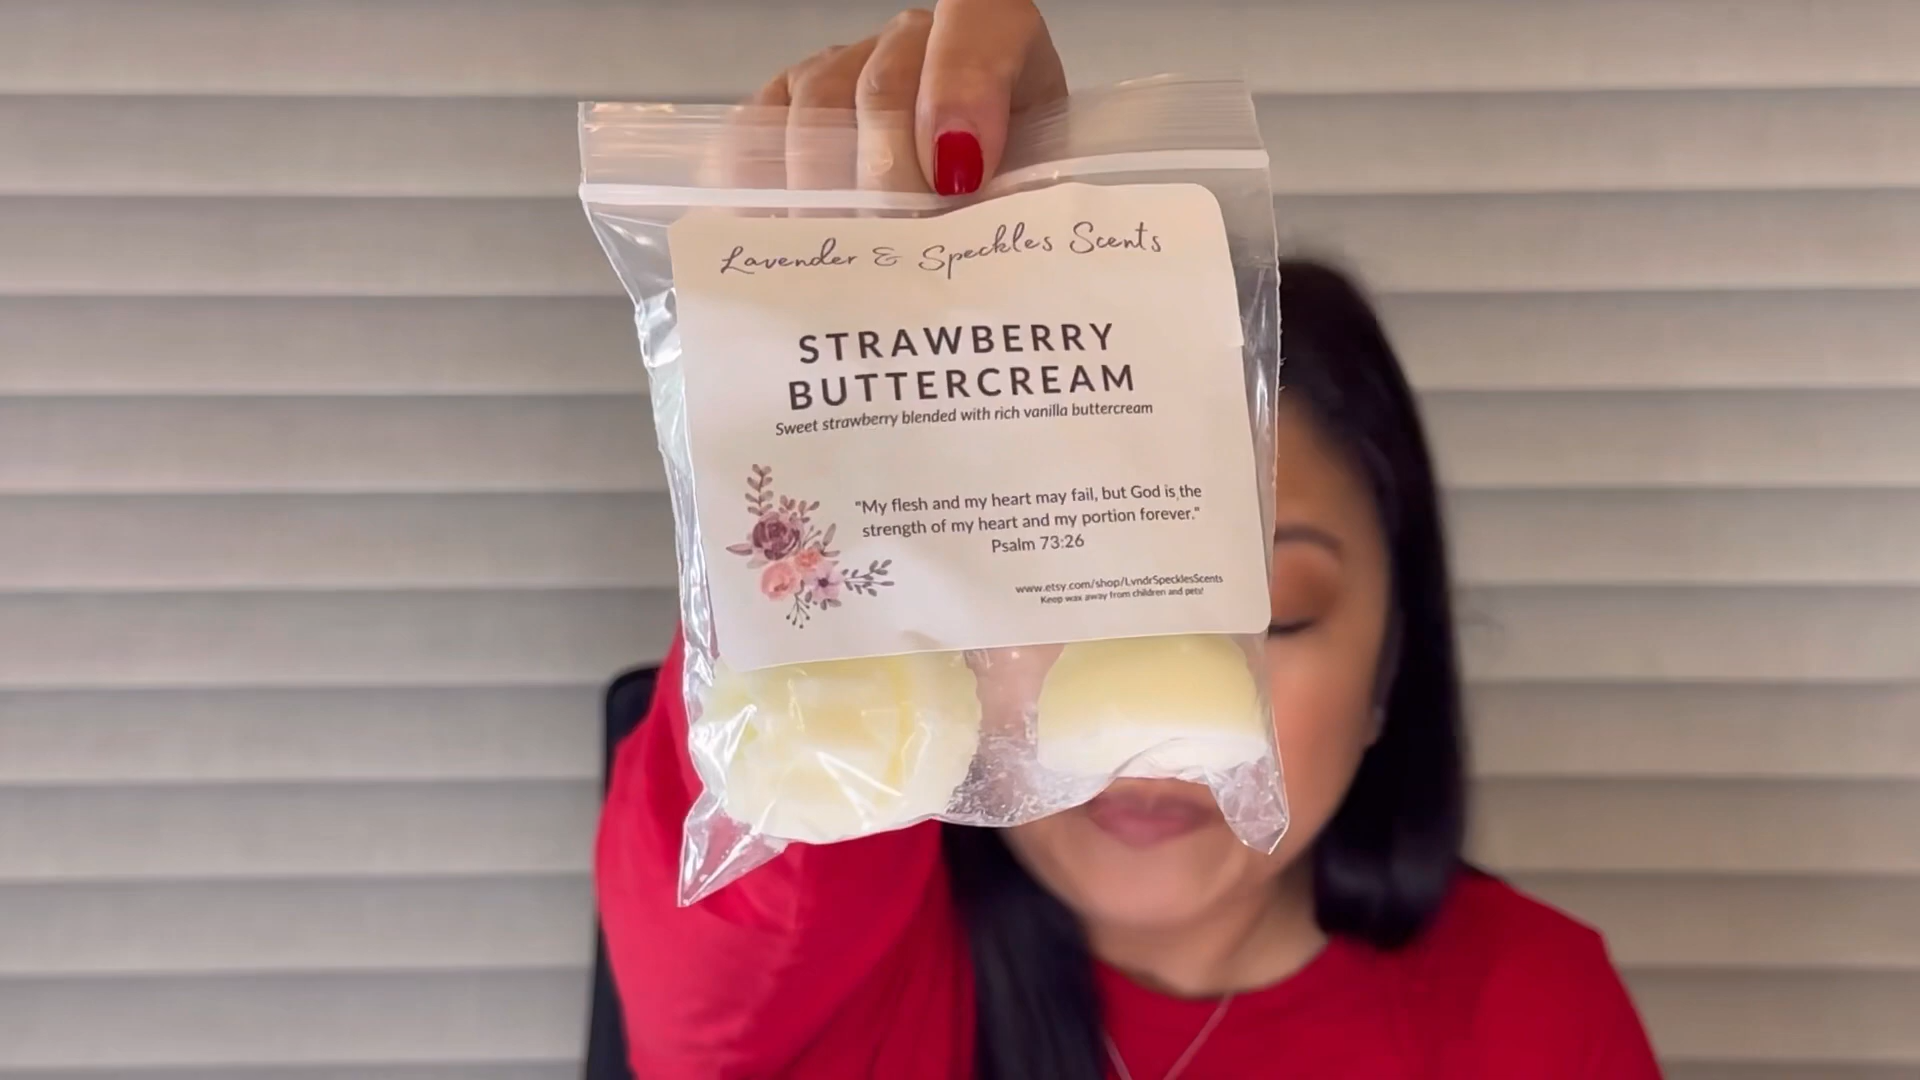 Lavender & Speckles Scents
STRAWBERRY
BUTTERCREAM
Sweet strawberry blended with rich vanilla buttercream
"My flesh and my heart may fail, but God is the
strength of my heart and my portion forever."
Psalm 73:26
www.etsy.com/shop/LvndrSpecklesScents
Keep wax away from children and pets!